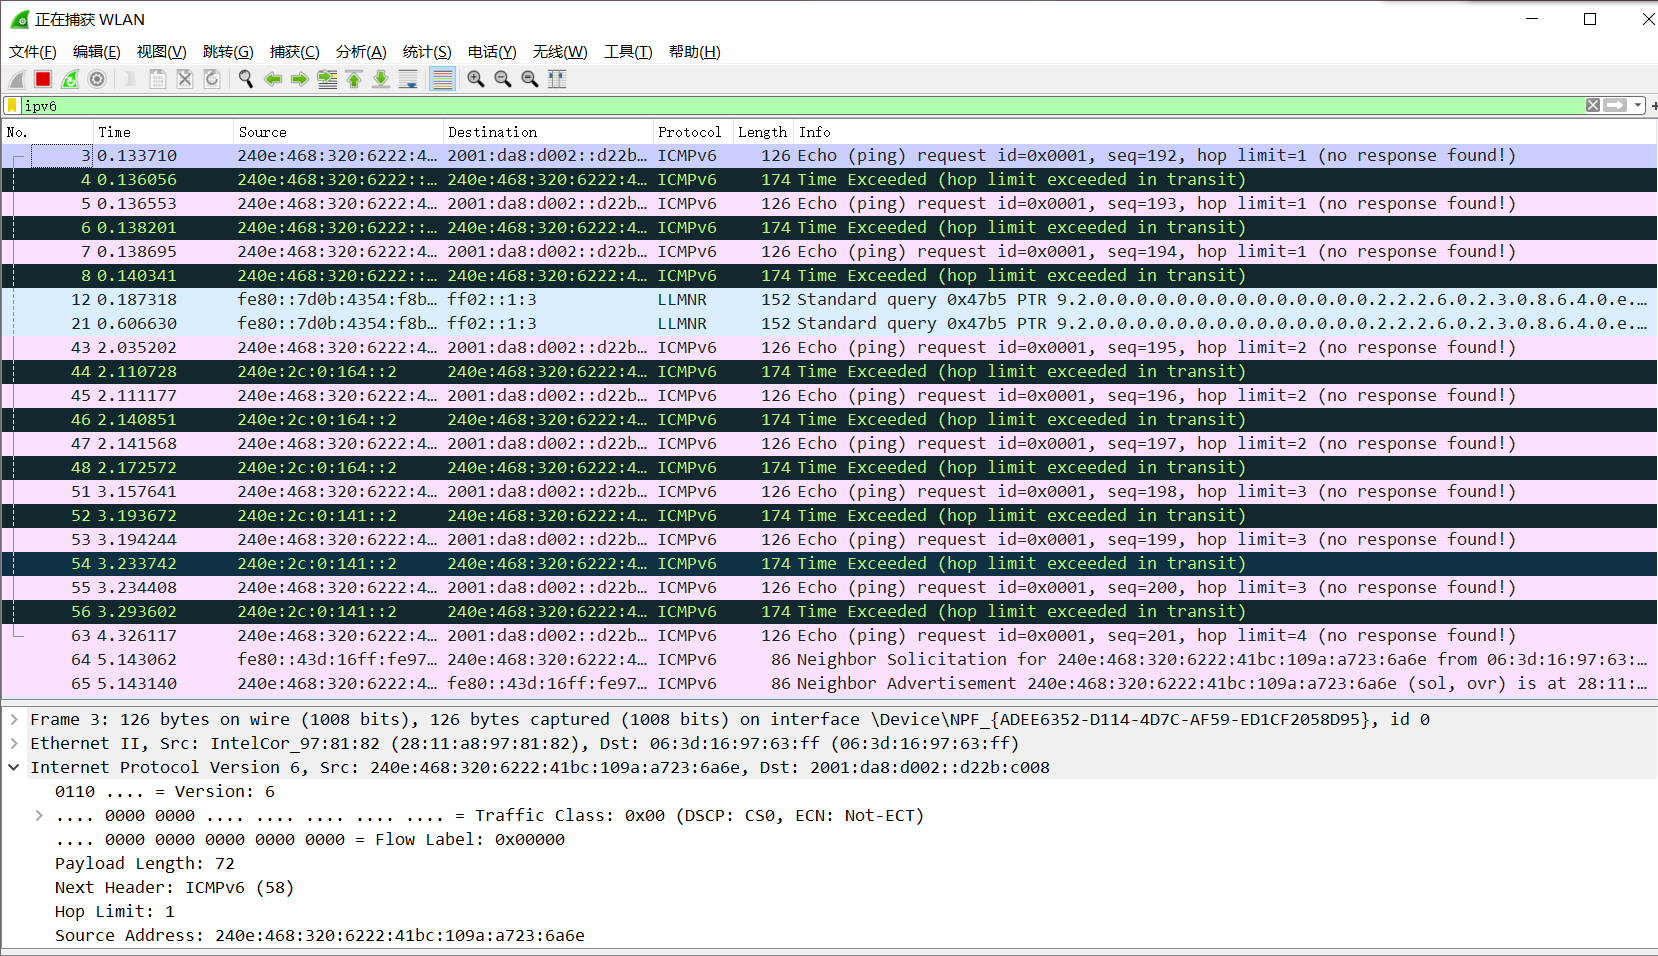 正在捕获 WLAN
文件(F) 编辑(E) 视图(V) 跳转(G) 捕获(C) 分析(A) 统计(S) 电话(Y) 无线(W) 工具(T) 帮助(H)
ipv6
No. Time Source Destination Protocol Length Info
3 0.133710 240e:468:320:6222:4… 2001:da8:d002::d22b… ICMPv6 126 Echo (ping) request id=0x0001, seq=192, hop limit=1 (no response found!)
4 0.136056 240e:468:320:6222::… 240e:468:320:6222:4… ICMPv6 174 Time Exceeded (hop limit exceeded in transit)
5 0.136553 240e:468:320:6222:4… 2001:da8:d002::d22b… ICMPv6 126 Echo (ping) request id=0x0001, seq=193, hop limit=1 (no response found!)
6 0.138201 240e:468:320:6222::… 240e:468:320:6222:4… ICMPv6 174 Time Exceeded (hop limit exceeded in transit)
7 0.138695 240e:468:320:6222:4… 2001:da8:d002::d22b… ICMPv6 126 Echo (ping) request id=0x0001, seq=194, hop limit=1 (no response found!)
8 0.140341 240e:468:320:6222::… 240e:468:320:6222:4… ICMPv6 174 Time Exceeded (hop limit exceeded in transit)
12 0.187318 fe80::7d0b:4354:f8b… ff02::1:3 LLMNR 152 Standard query 0x47b5 PTR 9.2.0.0.0.0.0.0.0.0.0.0.0.0.0.0.2.2.2.6.0.2.3.0.8.6.4.0.e.…
21 0.606630 fe80::7d0b:4354:f8b… ff02::1:3 LLMNR 152 Standard query 0x47b5 PTR 9.2.0.0.0.0.0.0.0.0.0.0.0.0.0.0.2.2.2.6.0.2.3.0.8.6.4.0.e.…
43 2.035202 240e:468:320:6222:4… 2001:da8:d002::d22b… ICMPv6 126 Echo (ping) request id=0x0001, seq=195, hop limit=2 (no response found!)
44 2.110728 240e:2c:0:164::2 240e:468:320:6222:4… ICMPv6 174 Time Exceeded (hop limit exceeded in transit)
45 2.111177 240e:468:320:6222:4… 2001:da8:d002::d22b… ICMPv6 126 Echo (ping) request id=0x0001, seq=196, hop limit=2 (no response found!)
46 2.140851 240e:2c:0:164::2 240e:468:320:6222:4… ICMPv6 174 Time Exceeded (hop limit exceeded in transit)
47 2.141568 240e:468:320:6222:4… 2001:da8:d002::d22b… ICMPv6 126 Echo (ping) request id=0x0001, seq=197, hop limit=2 (no response found!)
48 2.172572 240e:2c:0:164::2 240e:468:320:6222:4… ICMPv6 174 Time Exceeded (hop limit exceeded in transit)
51 3.157641 240e:468:320:6222:4… 2001:da8:d002::d22b… ICMPv6 126 Echo (ping) request id=0x0001, seq=198, hop limit=3 (no response found!)
52 3.193672 240e:2c:0:141::2 240e:468:320:6222:4… ICMPv6 174 Time Exceeded (hop limit exceeded in transit)
53 3.194244 240e:468:320:6222:4… 2001:da8:d002::d22b… ICMPv6 126 Echo (ping) request id=0x0001, seq=199, hop limit=3 (no response found!)
54 3.233742 240e:2c:0:141::2 240e:468:320:6222:4… ICMPv6 174 Time Exceeded (hop limit exceeded in transit)
55 3.234408 240e:468:320:6222:4… 2001:da8:d002::d22b… ICMPv6 126 Echo (ping) request id=0x0001, seq=200, hop limit=3 (no response found!)
56 3.293602 240e:2c:0:141::2 240e:468:320:6222:4… ICMPv6 174 Time Exceeded (hop limit exceeded in transit)
63 4.326117 240e:468:320:6222:4… 2001:da8:d002::d22b… ICMPv6 126 Echo (ping) request id=0x0001, seq=201, hop limit=4 (no response found!)
64 5.143062 fe80::43d:16ff:fe97… 240e:468:320:6222:4… ICMPv6 86 Neighbor Solicitation for 240e:468:320:6222:41bc:109a:a723:6a6e from 06:3d:16:97:63:…
65 5.143140 240e:468:320:6222:4… fe80::43d:16ff:fe97… ICMPv6 86 Neighbor Advertisement 240e:468:320:6222:41bc:109a:a723:6a6e (sol, ovr) is at 28:11:…
Frame 3: 126 bytes on wire (1008 bits), 126 bytes captured (1008 bits) on interface \Device\NPF_{ADEE6352-D114-4D7C-AF59-ED1CF2058D95}, id 0
Ethernet II, Src: IntelCor_97:81:82 (28:11:a8:97:81:82), Dst: 06:3d:16:97:63:ff (06:3d:16:97:63:ff)
Internet Protocol Version 6, Src: 240e:468:320:6222:41bc:109a:a723:6a6e, Dst: 2001:da8:d002::d22b:c008
0110 .... = Version: 6
.... 0000 0000 .... .... .... .... .... = Traffic Class: 0x00 (DSCP: CS0, ECN: Not-ECT)
.... 0000 0000 0000 0000 0000 = Flow Label: 0x00000
Payload Length: 72
Next Header: ICMPv6 (58)
Hop Limit: 1
Source Address: 240e:468:320:6222:41bc:109a:a723:6a6e